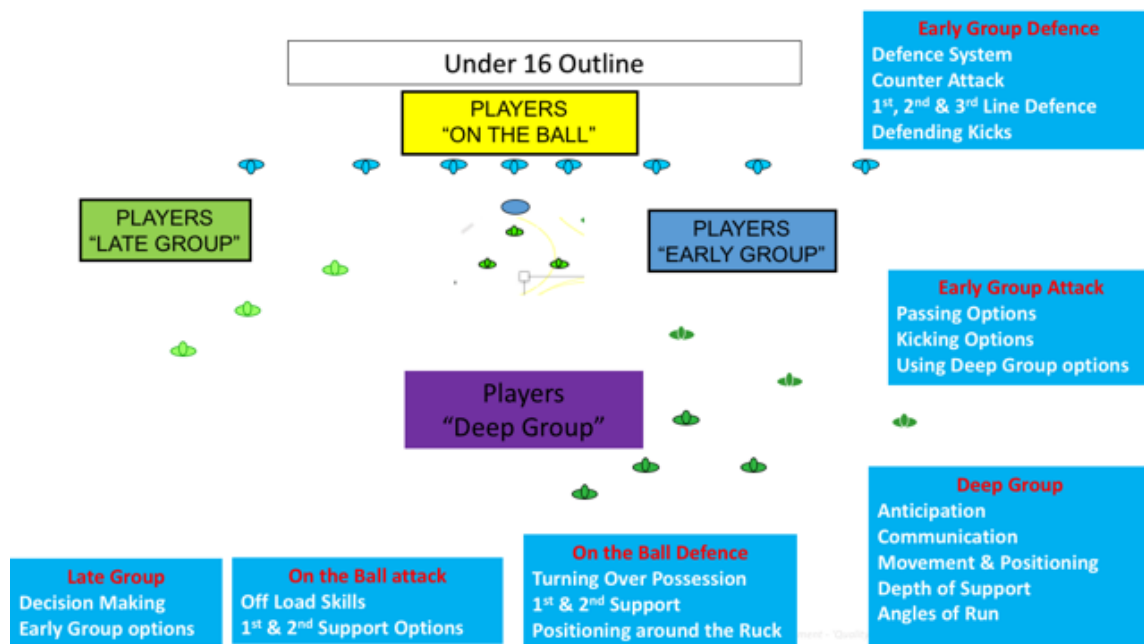 Under 16 Outline
PLAYERS
“ON THE BALL”
Early Group Defence
Defence System
Counter Attack
1st, 2nd & 3rd Line Defence
Defending Kicks
PLAYERS
“LATE GROUP”
PLAYERS
“EARLY GROUP”
Early Group Attack
Passing Options
Kicking Options
Using Deep Group options
Players
“Deep Group”
Deep Group
Anticipation
Communication
Movement & Positioning
Depth of Support
Angles of Run
Late Group
Decision Making
Early Group options
On the Ball attack
Off Load Skills
1st & 2nd Support Options
On the Ball Defence
Turning Over Possession
1st & 2nd Support
Positioning around the Ruck